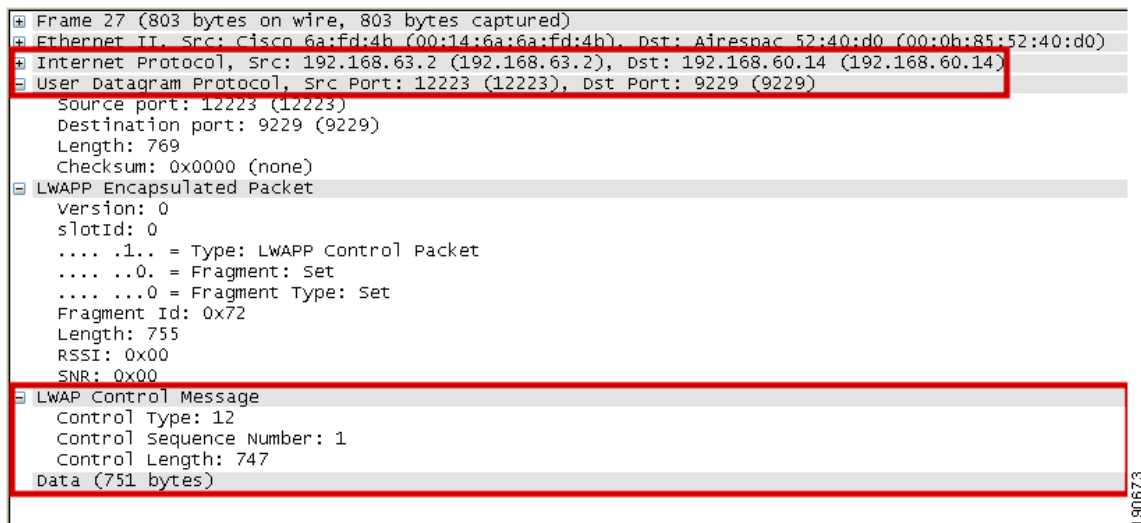 Frame 27 (803 bytes on wire, 803 bytes captured)
Ethernet II, Src: Cisco_6a:fd:4b (00:14:6a:6a:fd:4b), Dst: Airespac_52:40:d0 (00:0b:85:52:40:d0)
Internet Protocol, Src: 192.168.63.2 (192.168.63.2), Dst: 192.168.60.14 (192.168.60.14)
User Datagram Protocol, Src Port: 12223 (12223), Dst Port: 9229 (9229)
Source port: 12223 (12223)
Destination port: 9229 (9229)
Length: 769
Checksum: 0x0000 (none)
LWAPP Encapsulated Packet
Version: 0
slotId: 0
.... .1.. = Type: LWAPP Control Packet
.... ..0. = Fragment: Set
.... ...0 = Fragment Type: Set
Fragment Id: 0x72
Length: 755
RSSI: 0x00
SNR: 0x00
LWAP Control Message
Control Type: 12
Control Sequence Number: 1
Control Length: 747
Data (751 bytes)